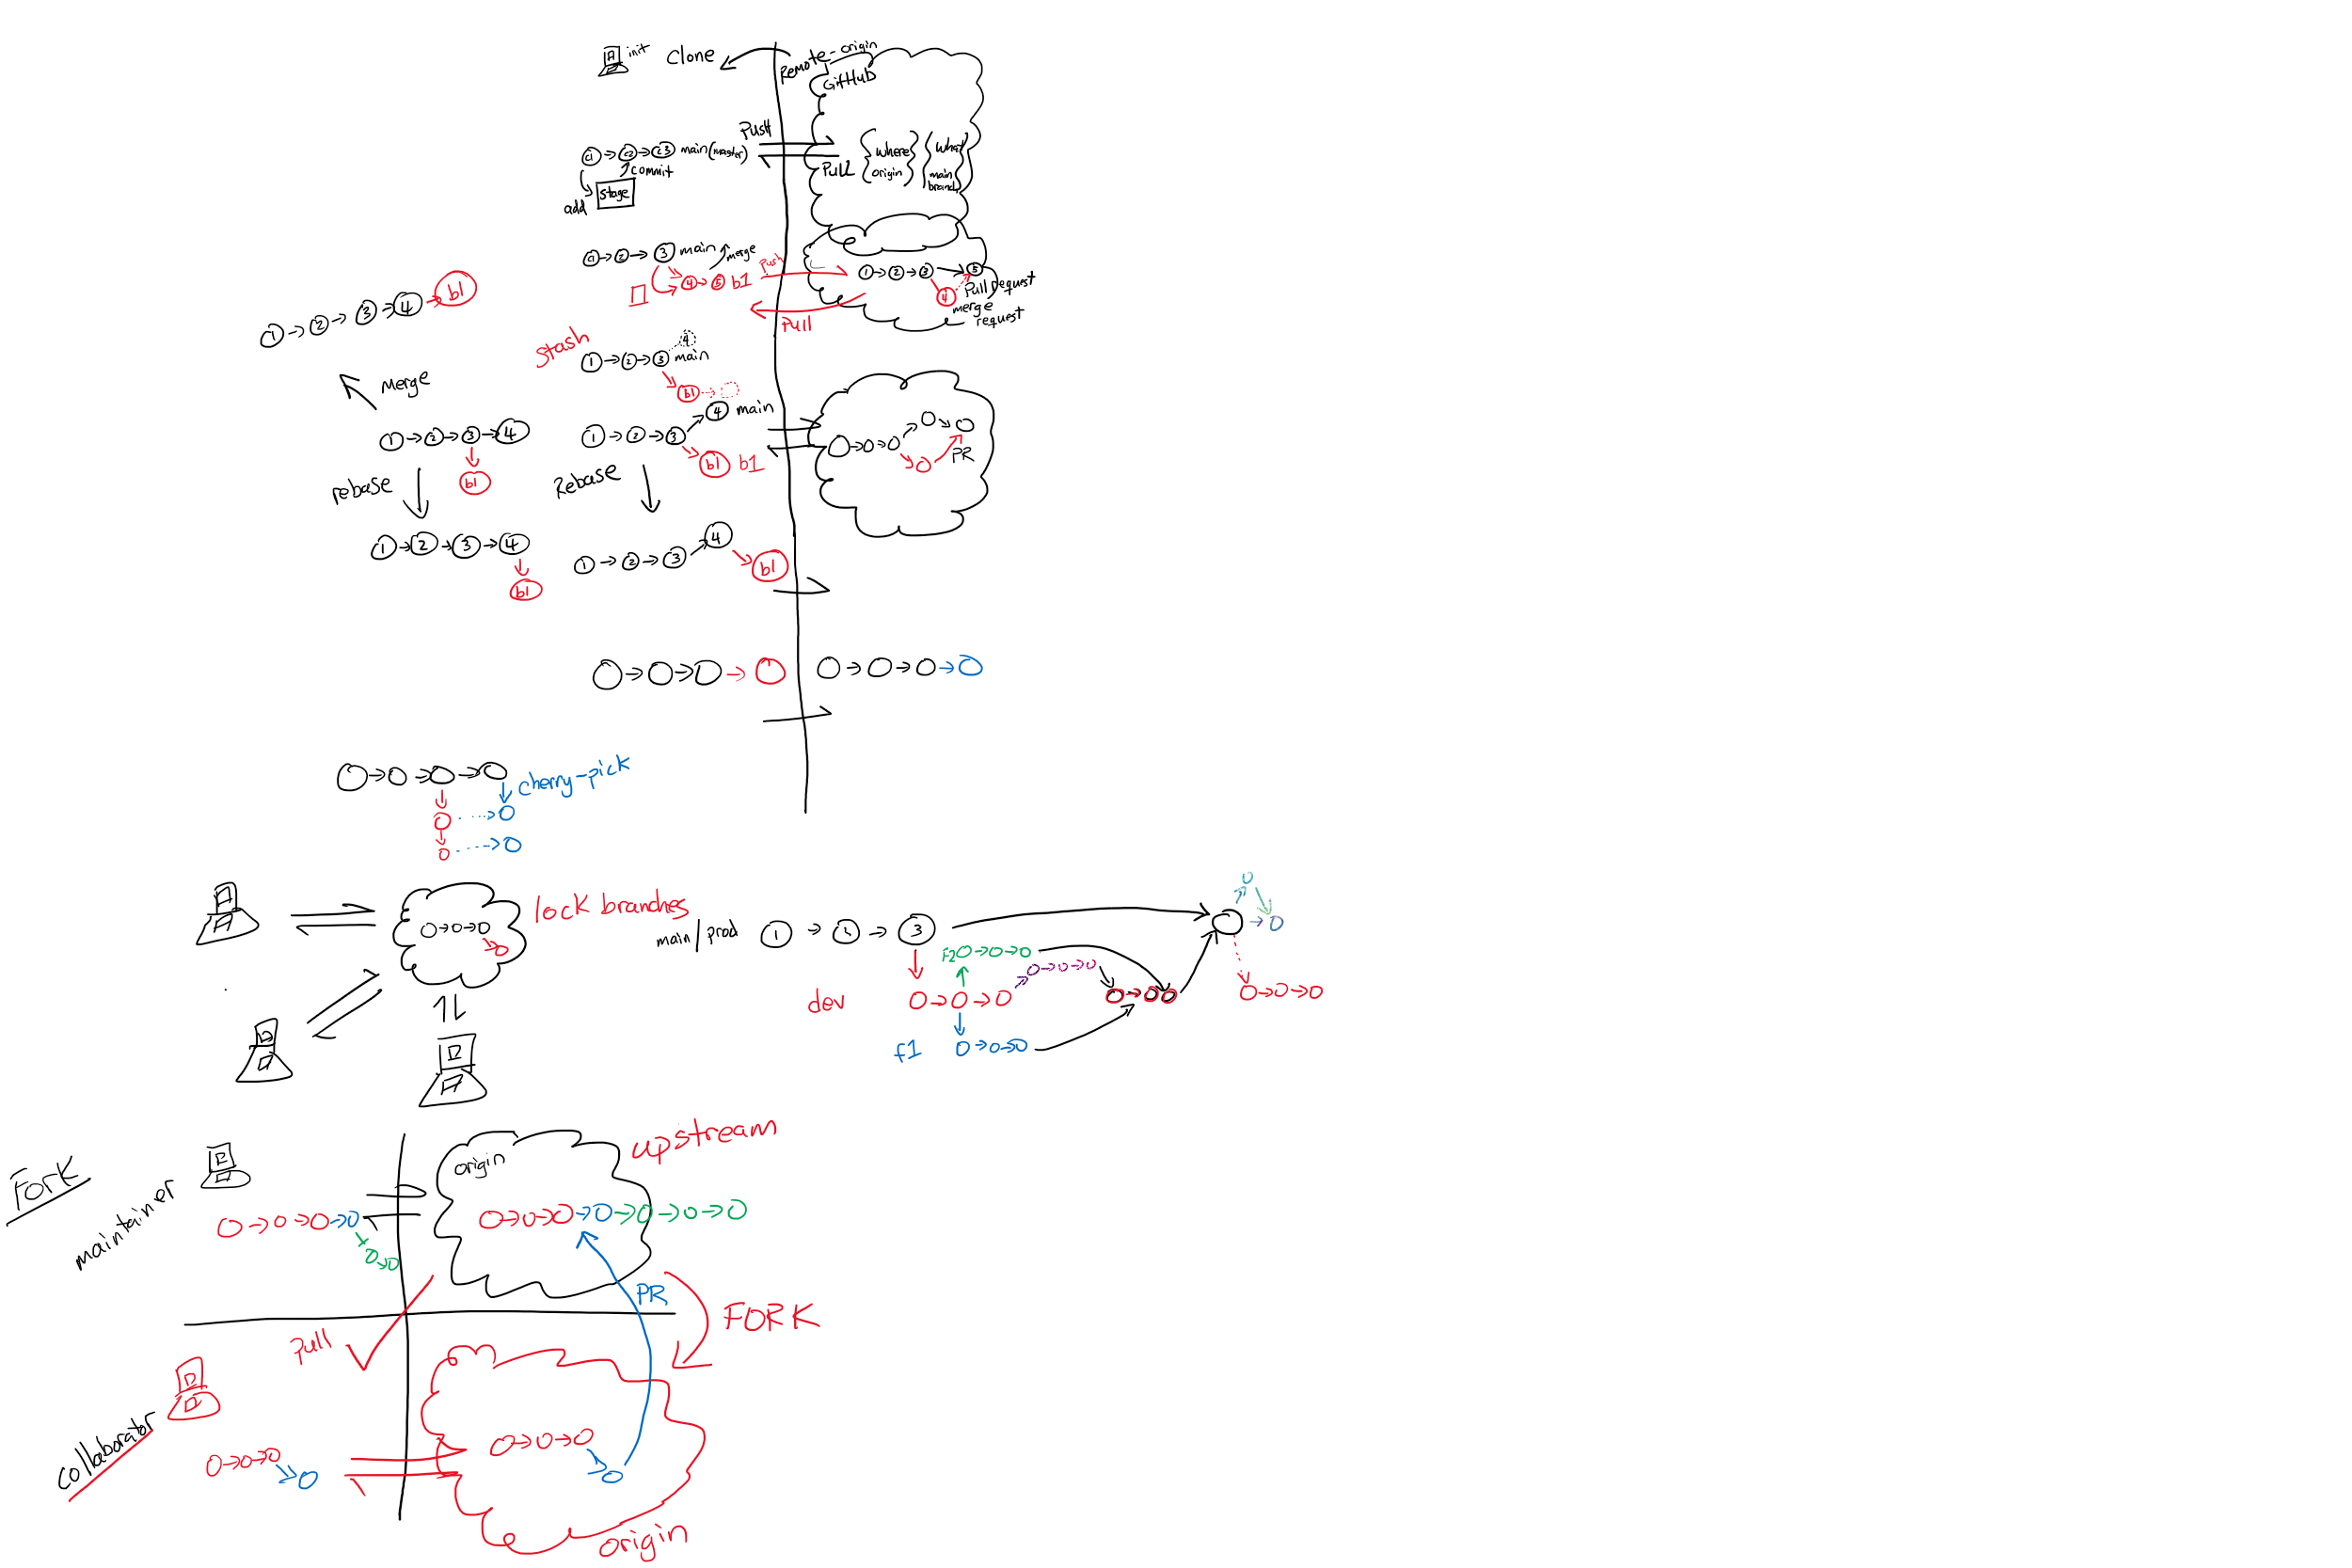 init
Clone
Remote - origin
GitHub
Push
c1 c2 c3 main (master)
Pull
where
origin
what
main
branch
commit
stage
add
c1 2 3 main
merge
4 5 b1
Push
1 2 3 5
4
Pull request
merge
request
Pull
1 2 3 4 b1
Stash
1 2 3 main
4
b1
merge
1 2 3 4
b1
1 2 3
4 main
b1 b1
PR
rebase
Rebase
1 2 3 4
b1
1 2 3 4
b1
cherry-pick
lock branches
main/prod 1 2 3
F2
dev
f1
Fork
maintainer
origin
upstream
PR
FORK
Pull
collaborator
origin